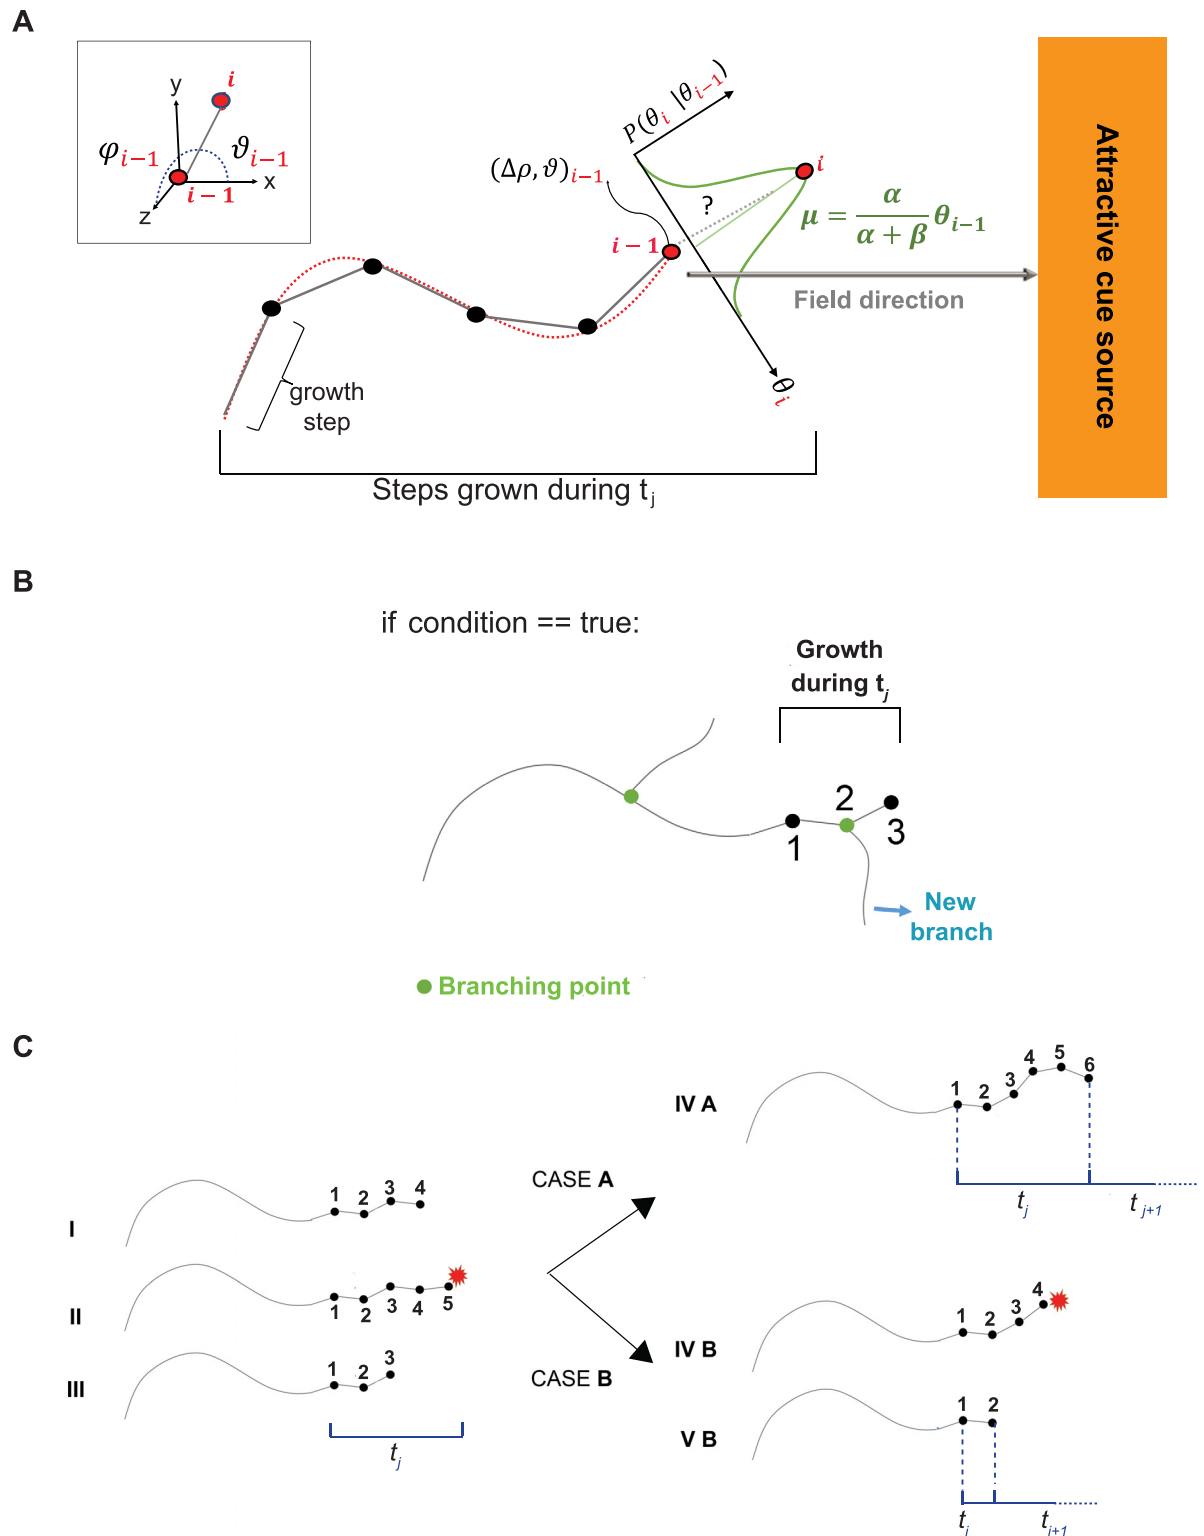 A
y
i
φi−1
ϑi−1
i − 1
x
z
P(θi |θi−1)
(Δρ, ϑ)i−1
i
?
μ = α / (α + β) θi−1
i − 1
Field direction
Attractive cue source
growth
step
θi
Steps grown during tj
B
if condition == true:
Growth
during tj
2
1
3
New
branch
Branching point
C
IV A
1 2 3 4 5 6
CASE A
tj
tj+1
I
1 2 3 4
II
1 2 3 4 5
IV B
1 2 3 4
III
1 2 3
CASE B
V B
1 2
tj
tj
tj+1